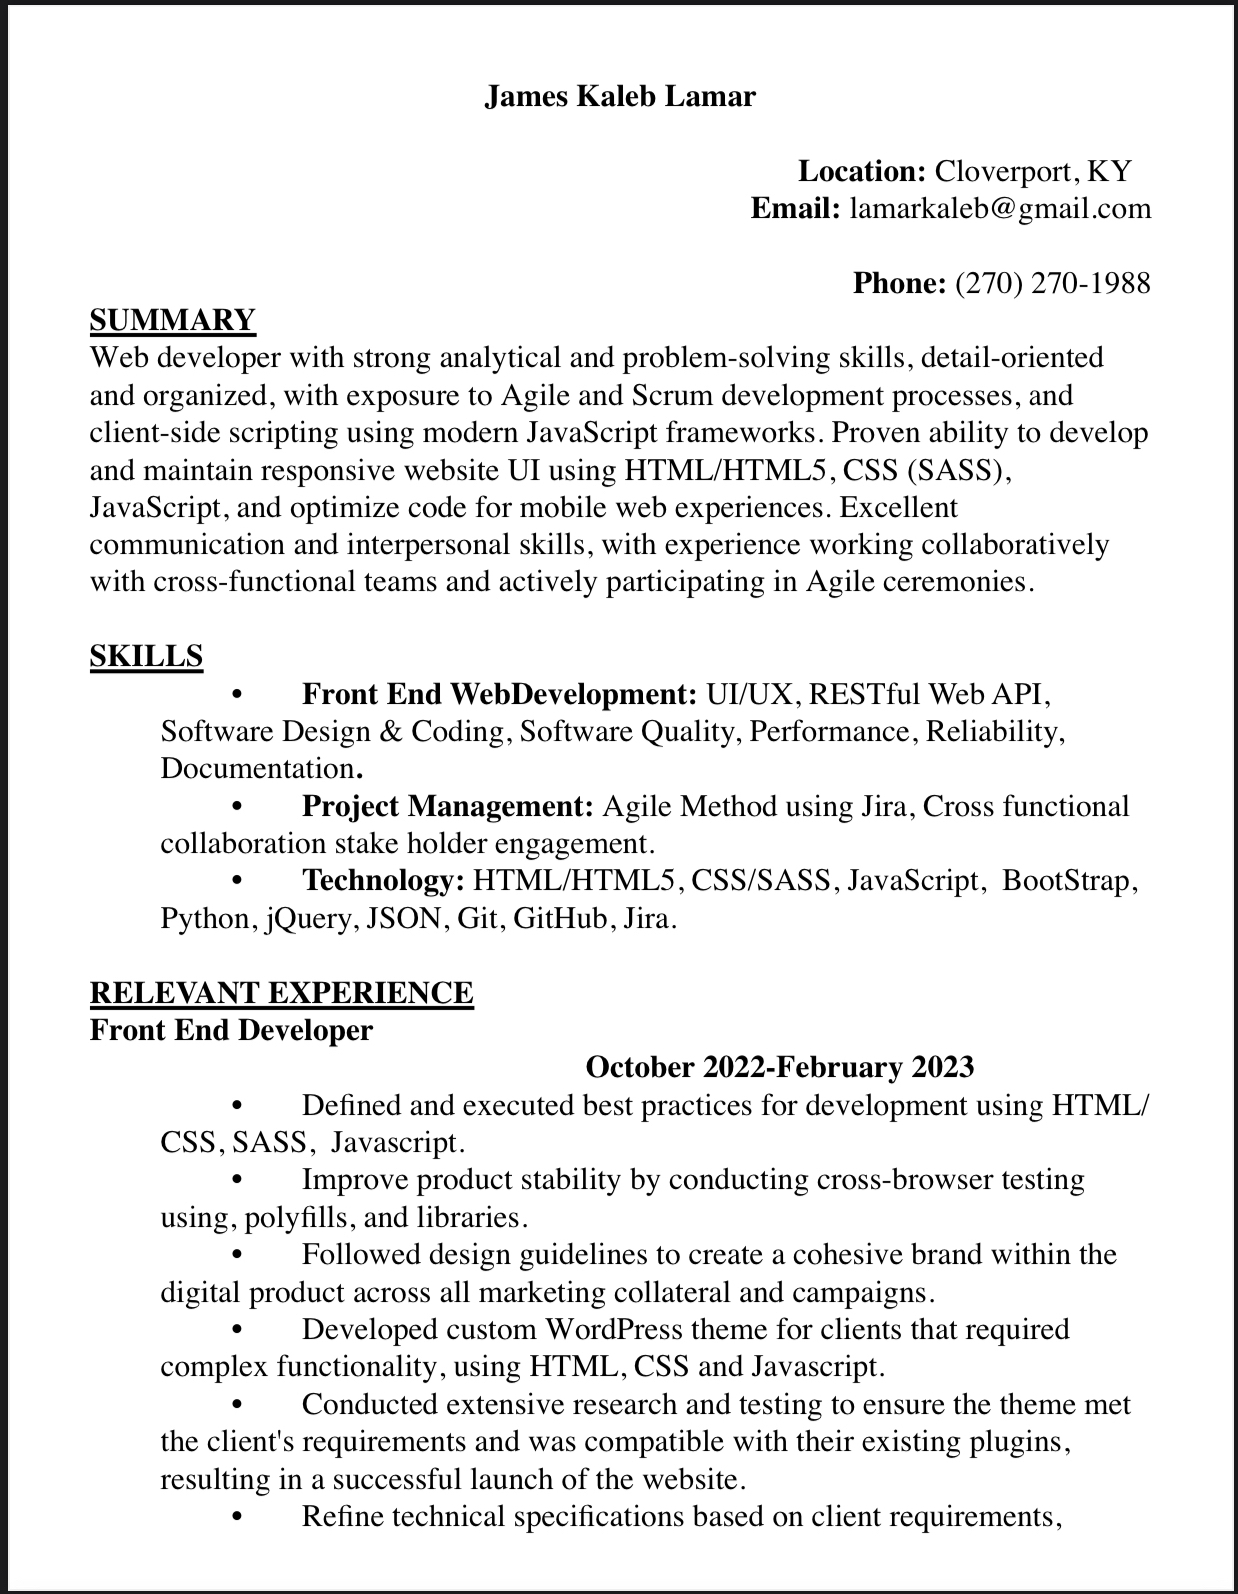 James Kaleb Lamar
Location: Cloverport, KY
Email: lamarkaleb@gmail.com
Phone: (270) 270-1988
SUMMARY
Web developer with strong analytical and problem-solving skills, detail-oriented
and organized, with exposure to Agile and Scrum development processes, and
client-side scripting using modern JavaScript frameworks. Proven ability to develop
and maintain responsive website UI using HTML/HTML5, CSS (SASS),
JavaScript, and optimize code for mobile web experiences. Excellent
communication and interpersonal skills, with experience working collaboratively
with cross-functional teams and actively participating in Agile ceremonies.
SKILLS
• Front End WebDevelopment: UI/UX, RESTful Web API,
Software Design & Coding, Software Quality, Performance, Reliability,
Documentation.
• Project Management: Agile Method using Jira, Cross functional
collaboration stake holder engagement.
• Technology: HTML/HTML5, CSS/SASS, JavaScript,  BootStrap,
Python, jQuery, JSON, Git, GitHub, Jira.
RELEVANT EXPERIENCE
Front End Developer
October 2022-February 2023
• Defined and executed best practices for development using HTML/
CSS, SASS,  Javascript.
• Improve product stability by conducting cross-browser testing
using, polyfills, and libraries.
• Followed design guidelines to create a cohesive brand within the
digital product across all marketing collateral and campaigns.
• Developed custom WordPress theme for clients that required
complex functionality, using HTML, CSS and Javascript.
• Conducted extensive research and testing to ensure the theme met
the client's requirements and was compatible with their existing plugins,
resulting in a successful launch of the website.
• Refine technical specifications based on client requirements,